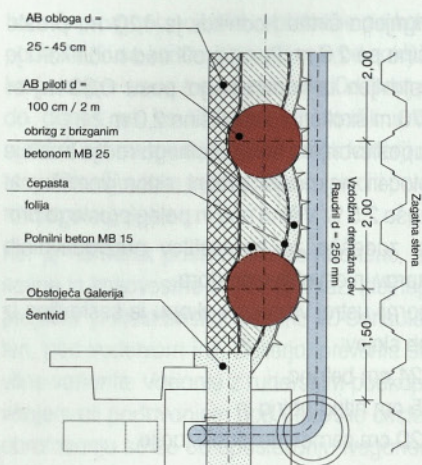 AB obloga d =
25 - 45 cm
AB piloti d =
100 cm / 2 m
obrizg z brizganim
betonom MB 25
čepasta
folija
Polnilni beton MB 15
Obstoječa Galerija
Šentvid
2,00
2,00
1,50
Vzdolžna drenažna cev
Raudril d = 250 mm
Zagatna stena